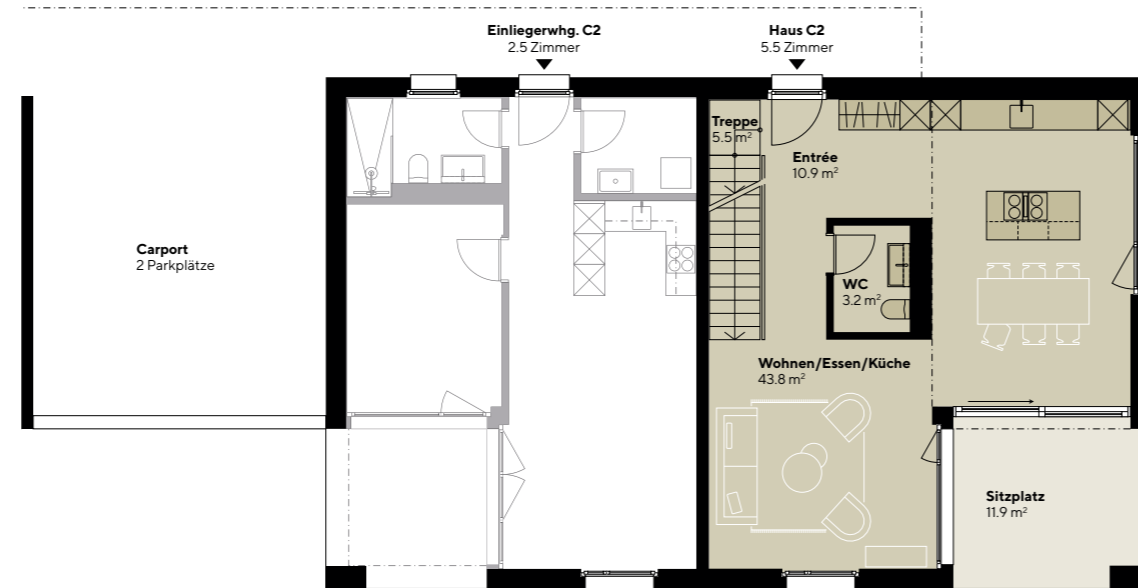 Einliegerwhg. C2
2.5 Zimmer
Haus C2
5.5 Zimmer
Treppe
5.5 m²
Entrée
10.9 m²
Carport
2 Parkplätze
WC
3.2 m²
Wohnen/Essen/Küche
43.8 m²
Sitzplatz
11.9 m²